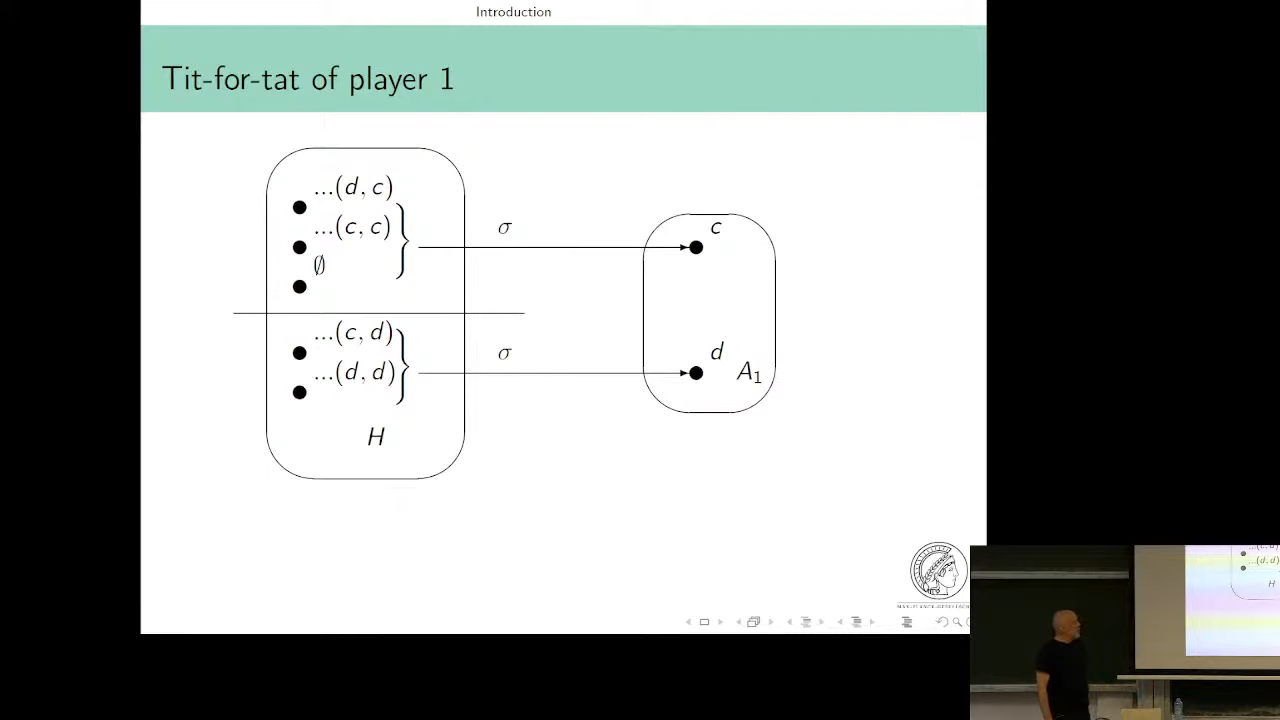 Introduction
Tit-for-tat of player 1
...(d, c)
...(c, c)
∅
σ
c
...(c, d)
...(d, d)
σ
d
A₁
H
...(d, d)
H